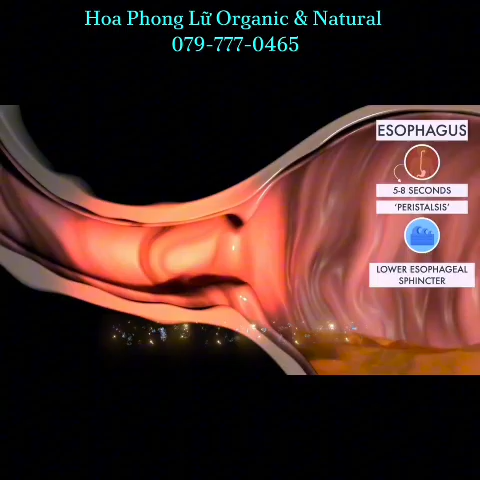 Hoa Phong Lữ Organic & Natural
079-777-0465
ESOPHAGUS
5-8 SECONDS
‘PERISTALSIS’
LOWER ESOPHAGEAL
SPHINCTER